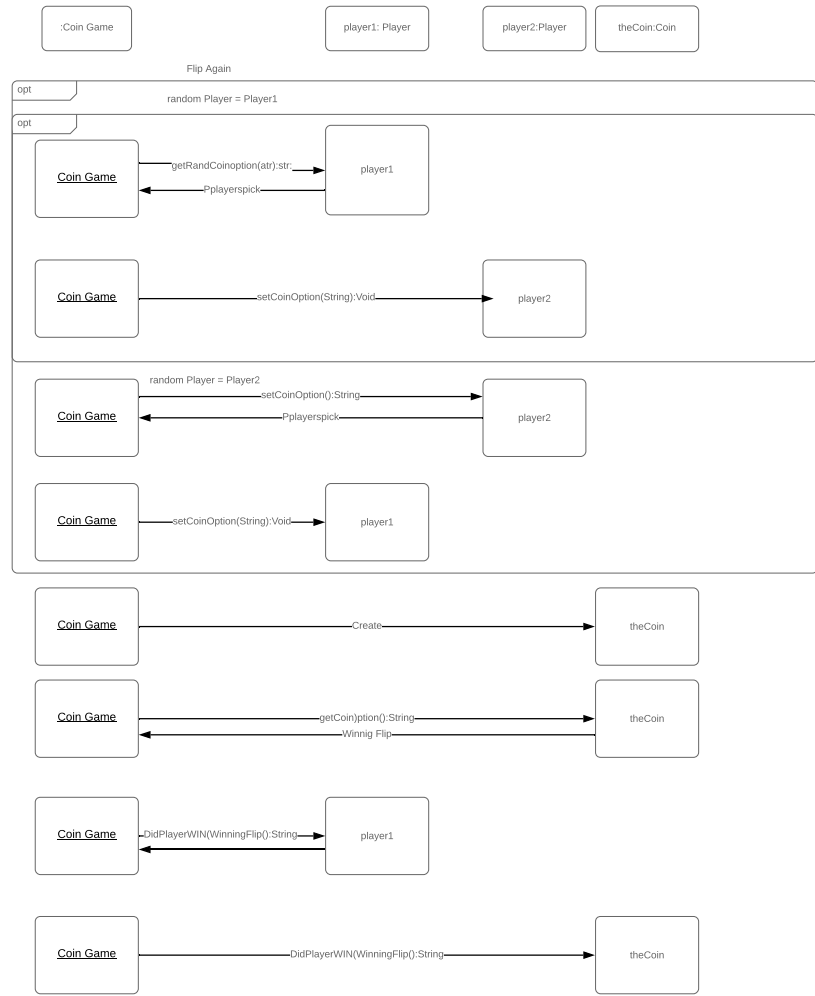 :Coin Game
player1: Player
player2:Player
theCoin:Coin
Flip Again
opt
random Player = Player1
opt
Coin Game
getRandCoinoption(atr):str:
player1
Pplayerspick
Coin Game
setCoinOption(String):Void
player2
random Player = Player2
Coin Game
setCoinOption():String
player2
Pplayerspick
Coin Game
setCoinOption(String):Void
player1
Coin Game
Create
theCoin
Coin Game
getCoin)ption():String
theCoin
Winnig Flip
Coin Game
DidPlayerWIN(WinningFlip():String
player1
Coin Game
DidPlayerWIN(WinningFlip():String
theCoin